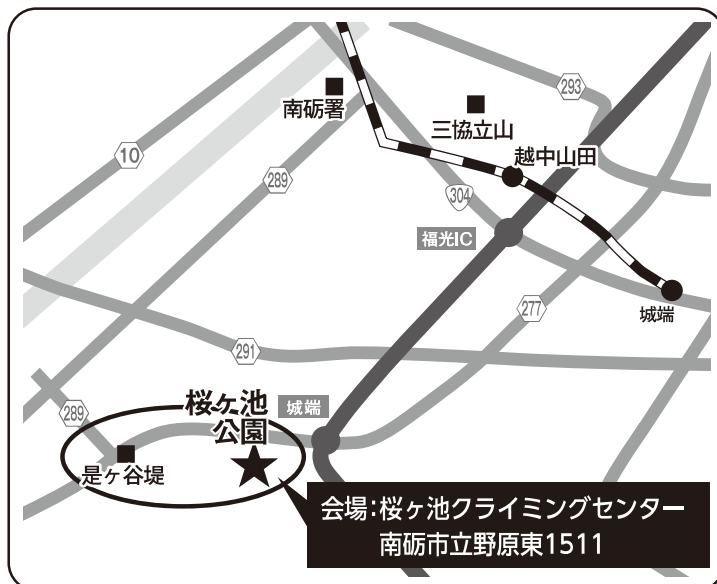 293
南砺署
三協立山
10
越中山田
289
304
福光IC
277
城端
291
289
桜ヶ池
公園
城端
是ヶ谷堤
会場:桜ヶ池クライミングセンター
南砺市立野原東1511